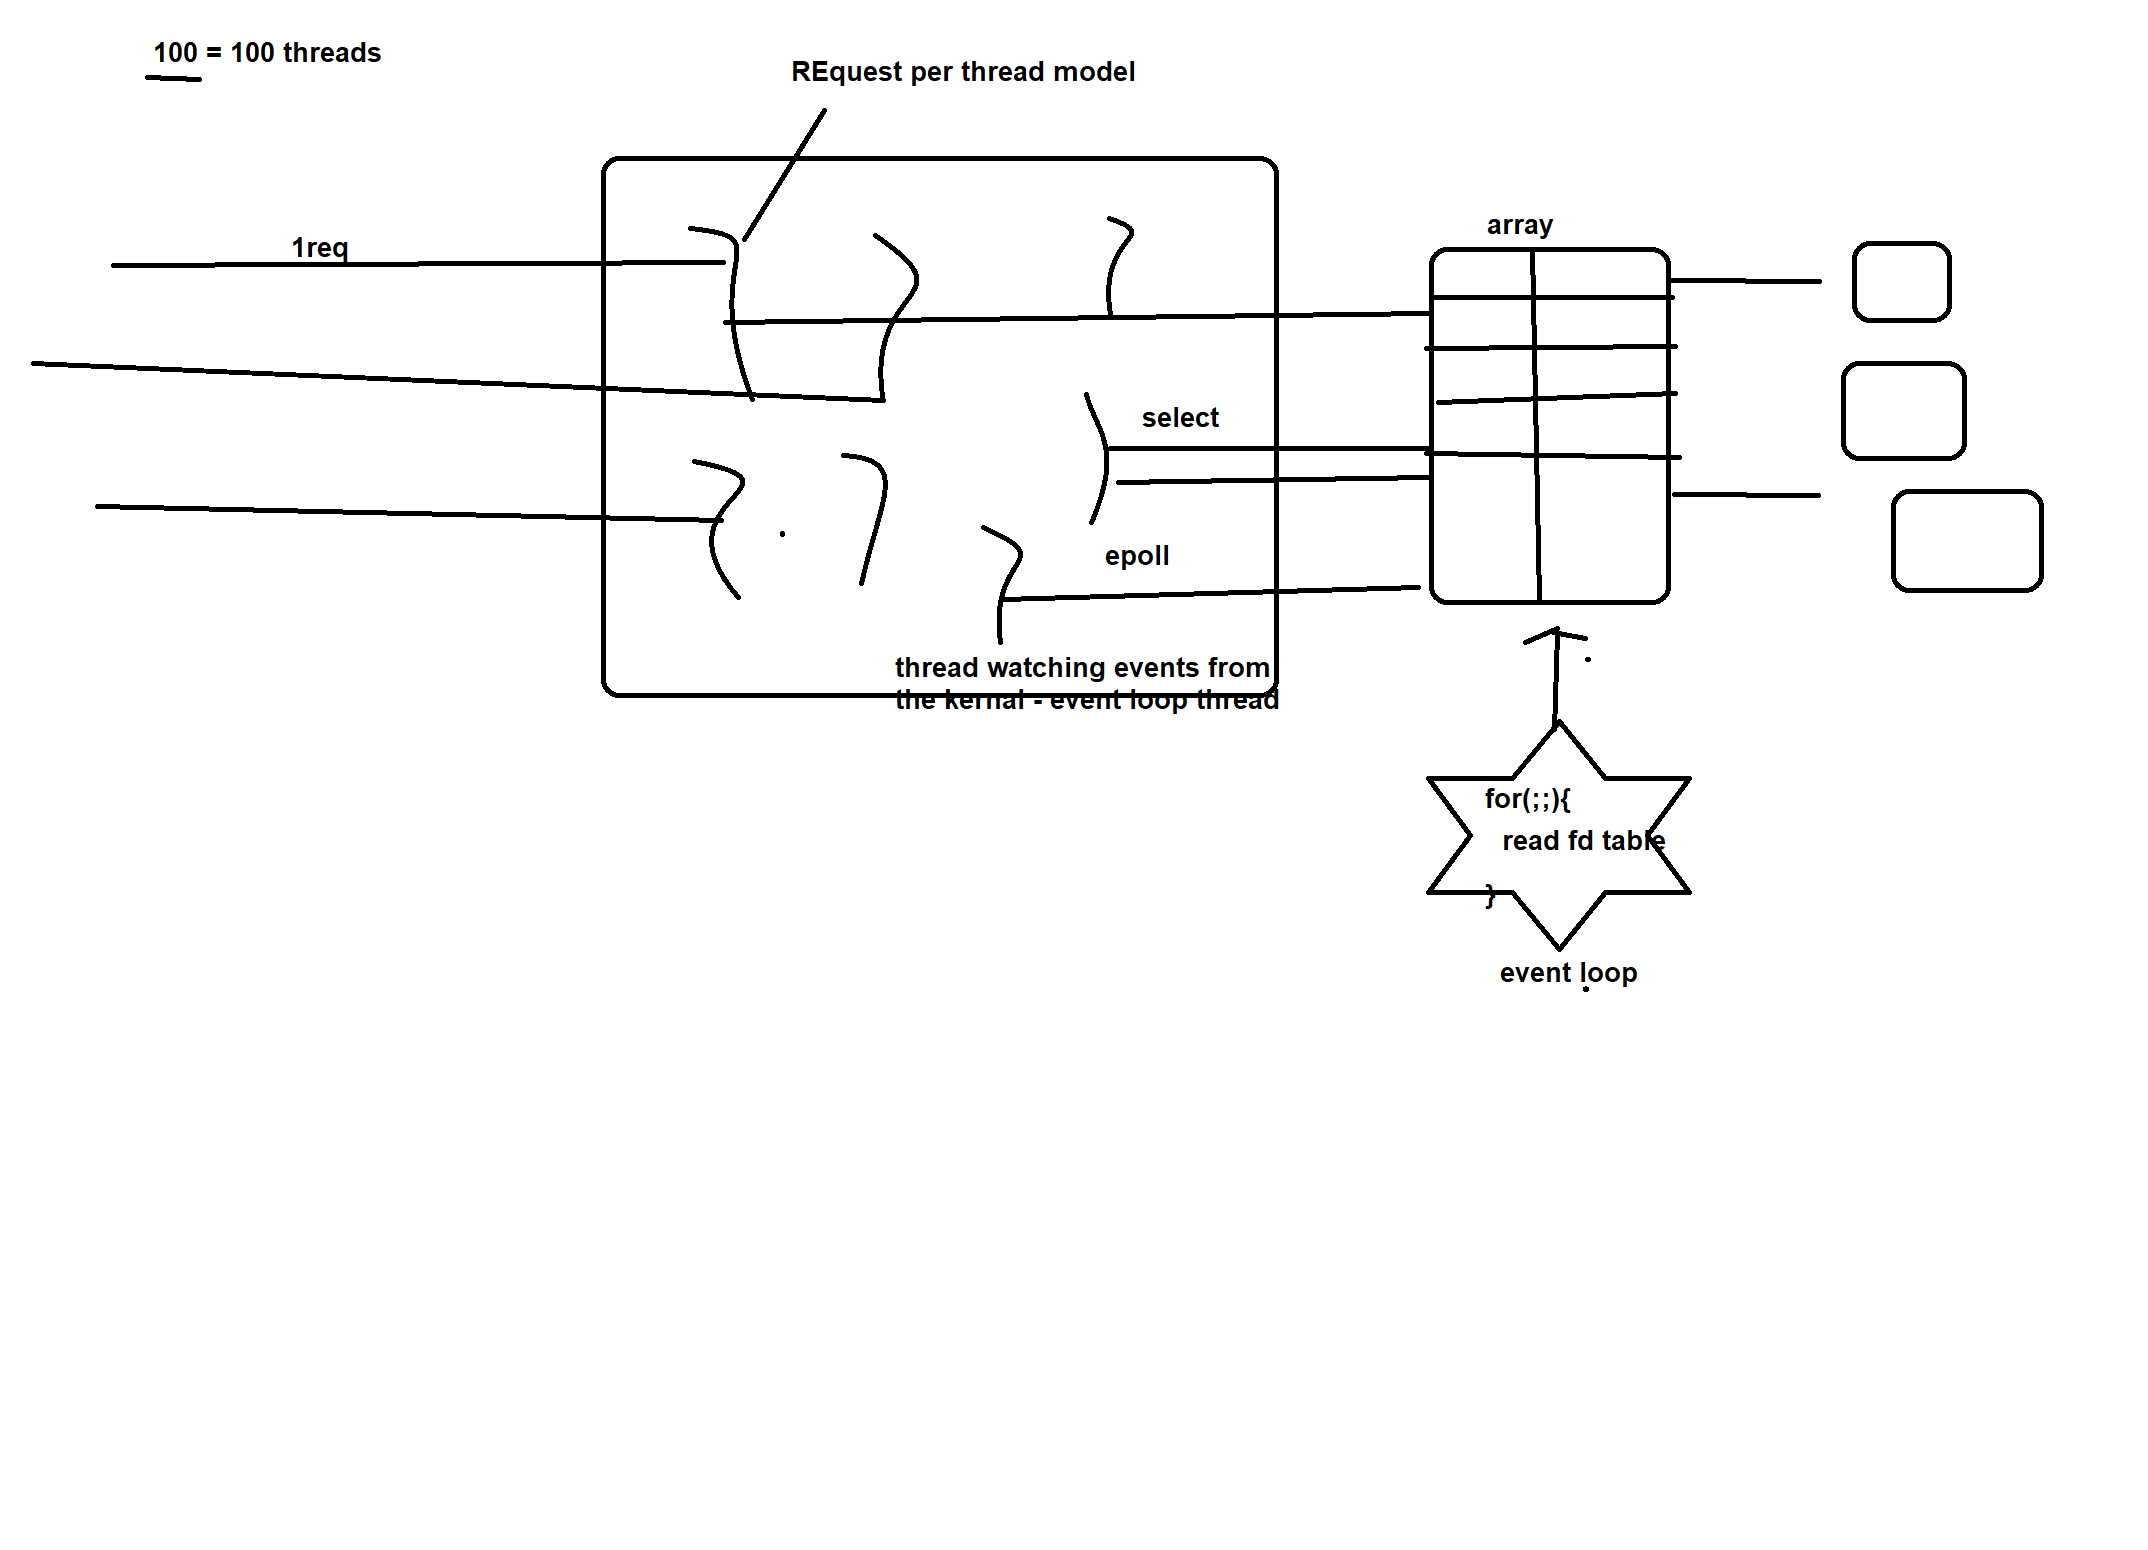 100 = 100 threads
REquest per thread model
1req
array
select
epoll
thread watching events from
the kernal - event loop thread
for(;;){
read fd table
}
event loop